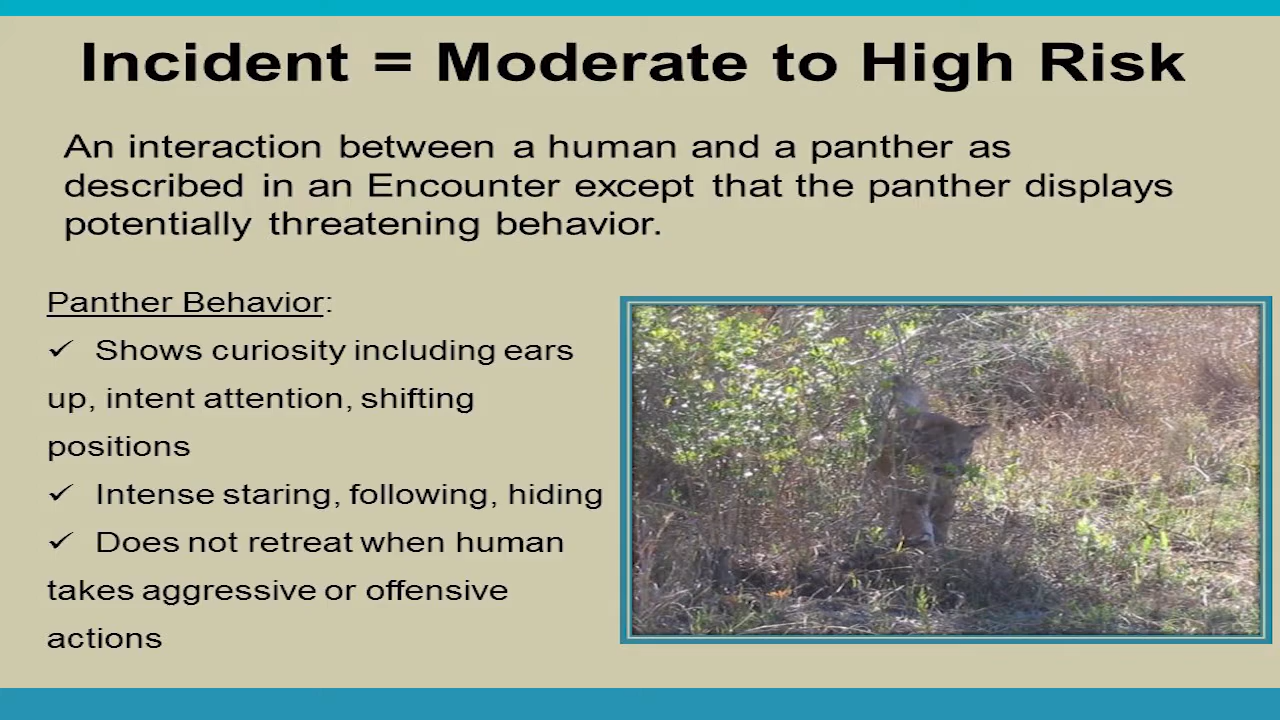 Incident = Moderate to High Risk
An interaction between a human and a panther as
described in an Encounter except that the panther displays
potentially threatening behavior.
Panther Behavior:
✓ Shows curiosity including ears
up, intent attention, shifting
positions
✓ Intense staring, following, hiding
✓ Does not retreat when human
takes aggressive or offensive
actions